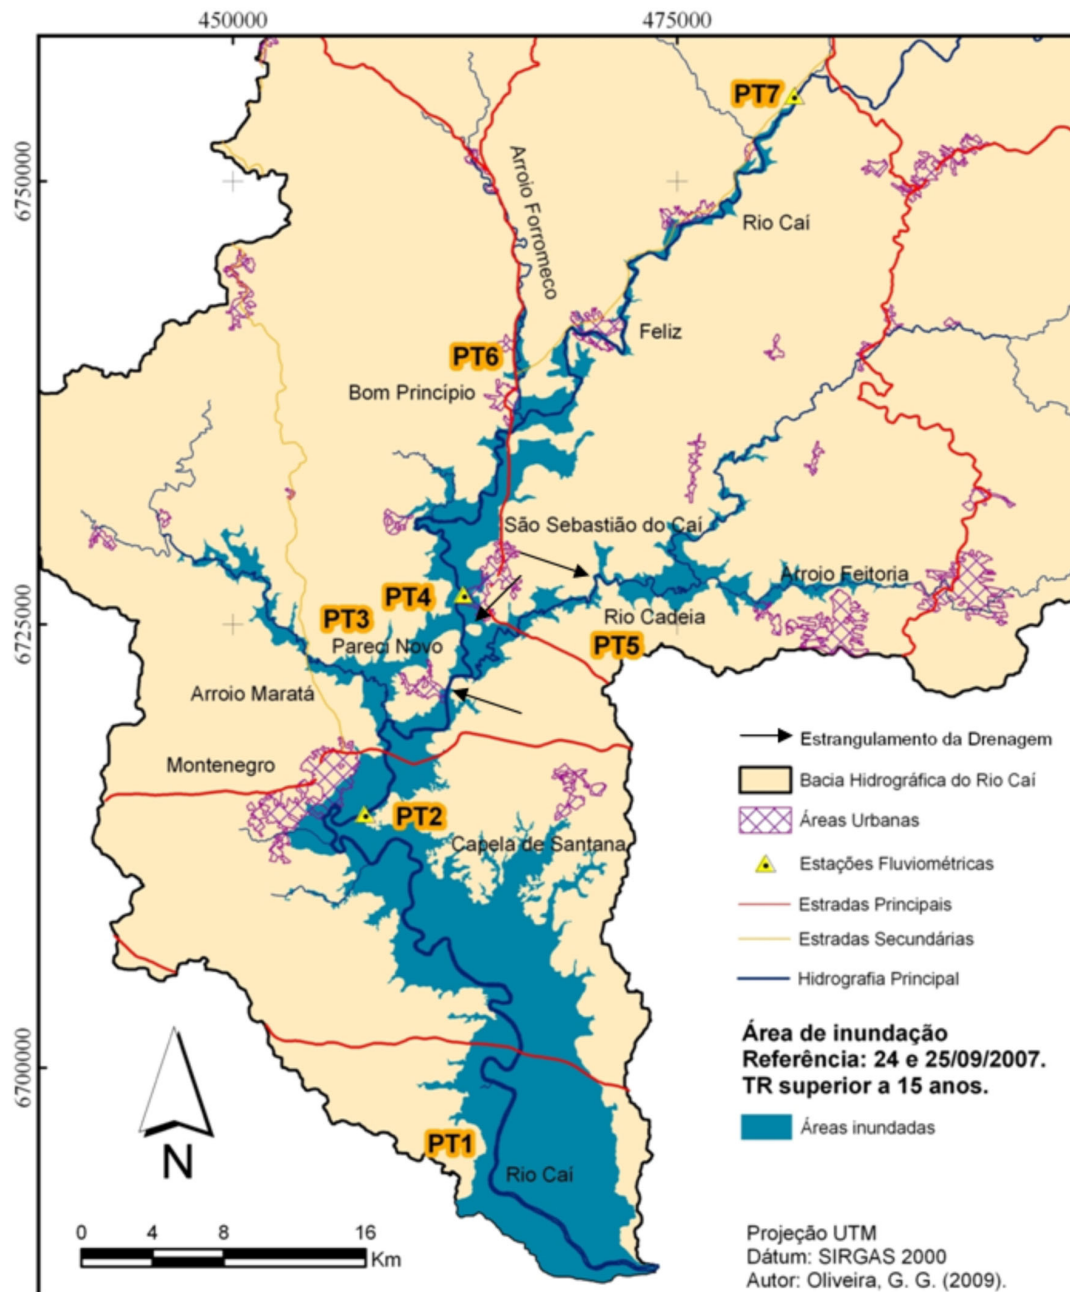 450000
475000
PT7
6750000
Arroio Forromeco
Rio Caí
Feliz
PT6
Bom Princípio
São Sebastião do Caí
Arroio Feitoria
PT4
PT3
6725000
Rio Cadeia
Pareci Novo
PT5
Arroio Maratá
Montenegro
PT2
Capela de Santana
Estrangulamento da Drenagem
Bacia Hidrográfica do Rio Caí
Áreas Urbanas
Estações Fluviométricas
Estradas Principais
Estradas Secundárias
Hidrografia Principal
Área de inundação
Referência: 24 e 25/09/2007.
TR superior a 15 anos.
Áreas inundadas
6700000
PT1
Rio Caí
N
0 4 8 16
Km
Projeção UTM
Dátum: SIRGAS 2000
Autor: Oliveira, G. G. (2009).